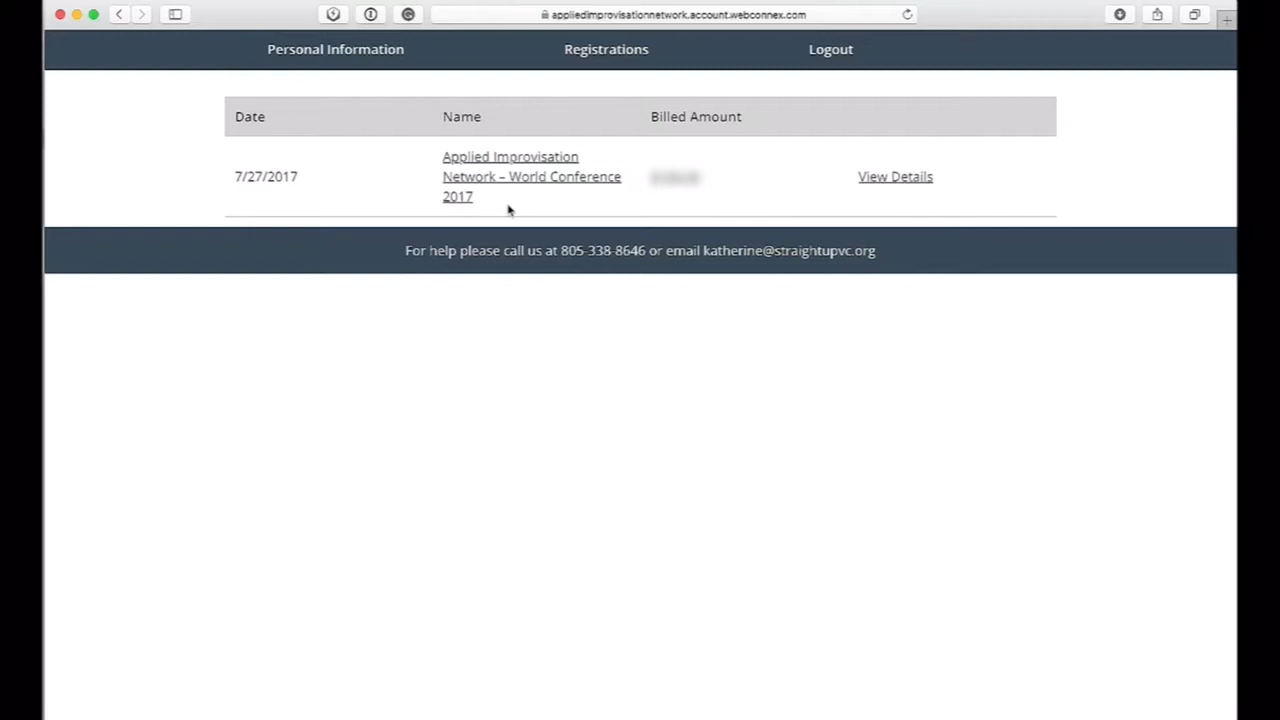 appliedimprovisationnetwork.account.webconnex.com
Personal Information Registrations Logout
Date Name Billed Amount
Applied Improvisation
7/27/2017 Network – World Conference View Details
2017
For help please call us at 805-338-8646 or email katherine@straightupvc.org